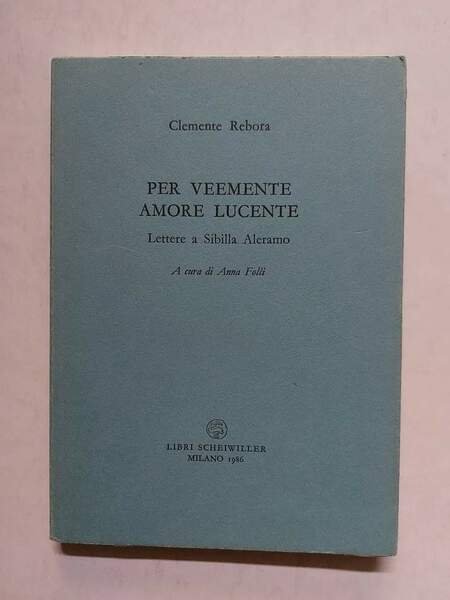 Clemente Rebora
PER VEEMENTE
AMORE LUCENTE
Lettere a Sibilla Aleramo
A cura di Anna Folli
LIBRI SCHEIWILLER
MILANO 1986